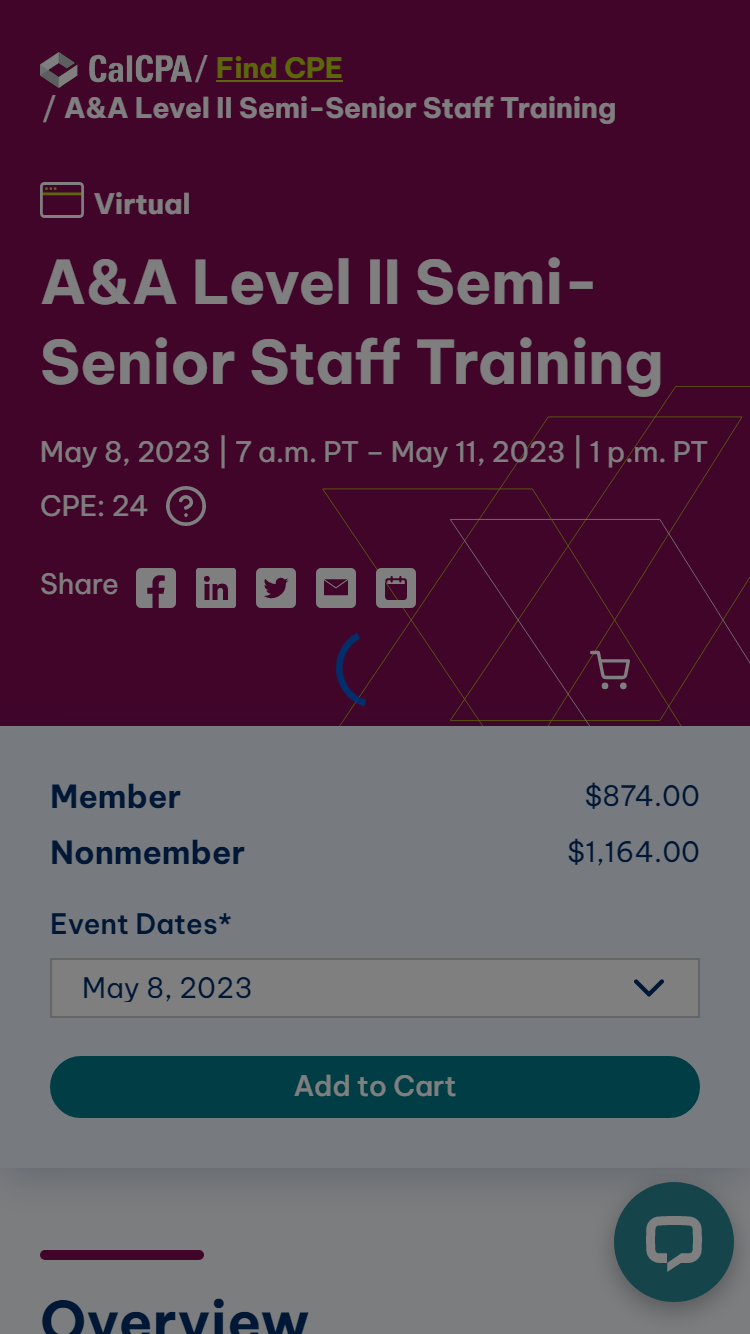 CalCPA / Find CPE
/ A&A Level II Semi-Senior Staff Training
Virtual
A&A Level II Semi-
Senior Staff Training
May 8, 2023 | 7 a.m. PT – May 11, 2023 | 1 p.m. PT
CPE: 24 ?
Share
Member $874.00
Nonmember $1,164.00
Event Dates*
May 8, 2023
Add to Cart
Overview